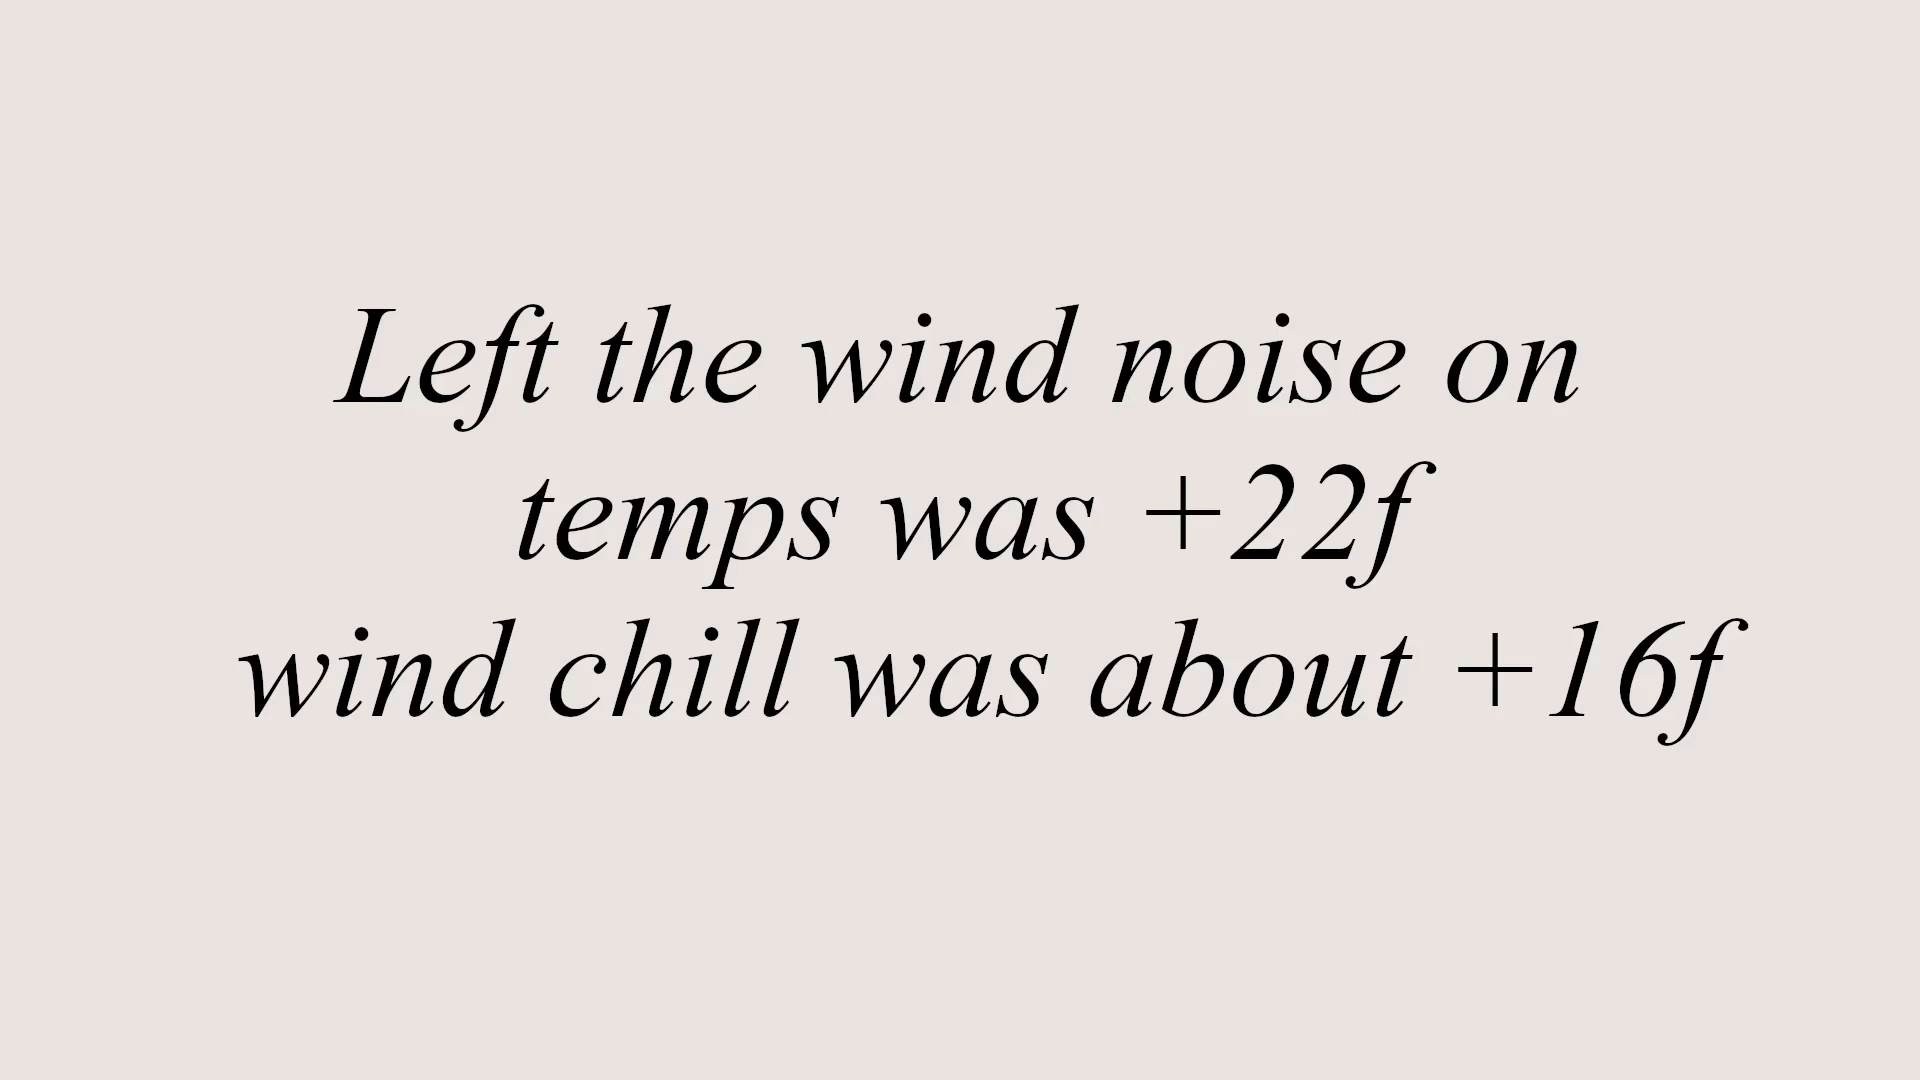 Left the wind noise on
temps was +22f
wind chill was about +16f